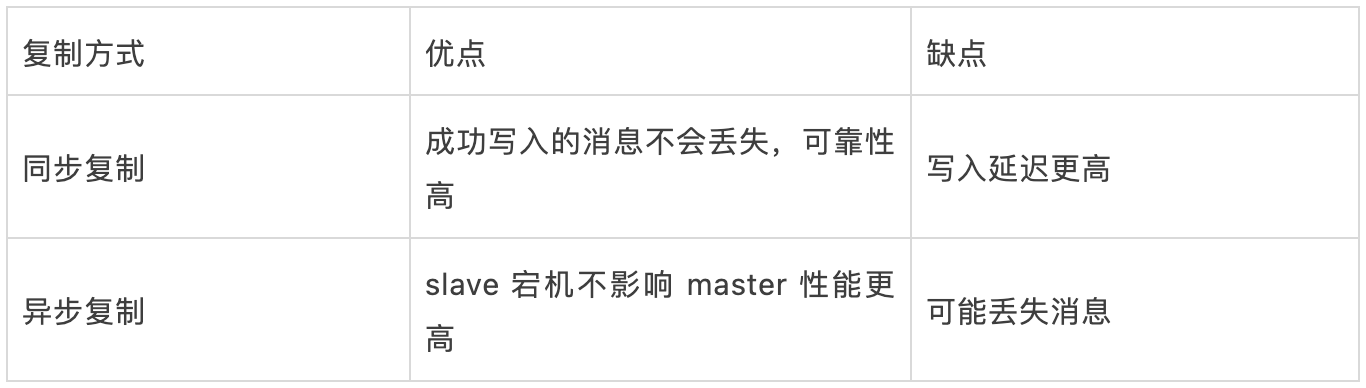 复制方式
优点
缺点
同步复制
成功写入的消息不会丢失，可靠性
高
写入延迟更高
异步复制
slave 宕机不影响 master 性能更
高
可能丢失消息